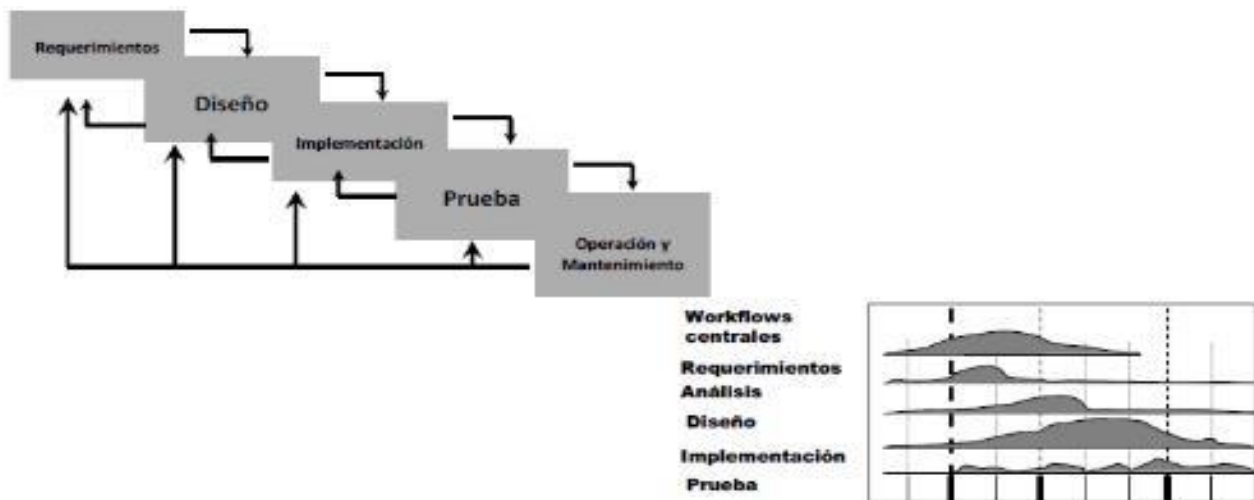 Requerimientos
Diseño
Implementación
Prueba
Operación y
Mantenimiento
Workflows
centrales
Requerimientos
Análisis
Diseño
Implementación
Prueba